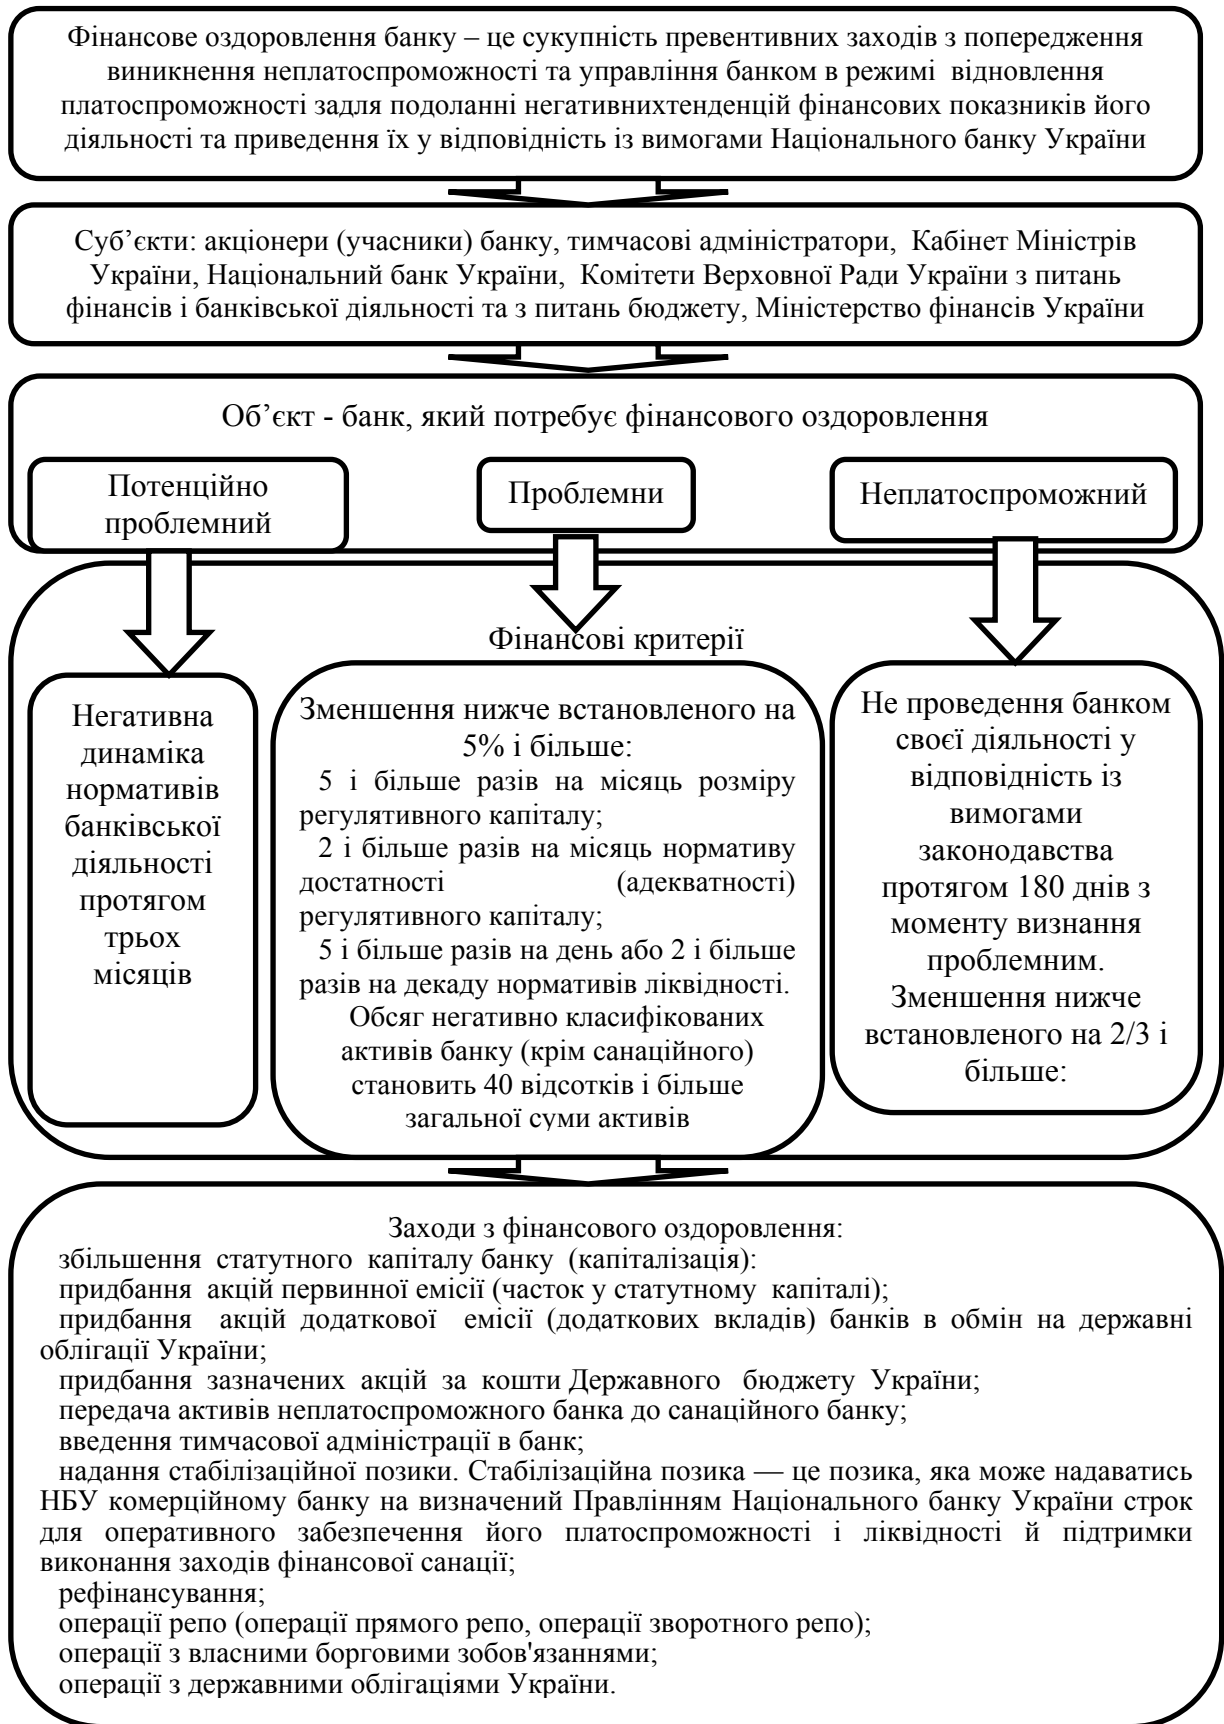 Фінансове оздоровлення банку – це сукупність превентивних заходів з попередження
виникнення неплатоспроможності та управління банком в режимі відновлення
платоспроможності задля подоланні негативнихтенденцій фінансових показників його
діяльності та приведення їх у відповідність із вимогами Національного банку України
Суб’єкти: акціонери (учасники) банку, тимчасові адміністратори, Кабінет Міністрів
України, Національний банк України, Комітети Верховної Ради України з питань
фінансів і банківської діяльності та з питань бюджету, Міністерство фінансів України
Об’єкт - банк, який потребує фінансового оздоровлення
Потенційно
проблемний
Проблемни
Неплатоспроможний
Фінансові критерії
Негативна
динаміка
нормативів
банківської
діяльності
протягом
трьох
місяців
Зменшення нижче встановленого на
5% і більше:
5 і більше разів на місяць розміру
регулятивного капіталу;
2 і більше разів на місяць нормативу
достатності (адекватності)
регулятивного капіталу;
5 і більше разів на день або 2 і більше
разів на декаду нормативів ліквідності.
Обсяг негативно класифікованих
активів банку (крім санаційного)
становить 40 відсотків і більше
загальної суми активів
Не проведення банком
своєї діяльності у
відповідність із
вимогами
законодавства
протягом 180 днів з
моменту визнання
проблемним.
Зменшення нижче
встановленого на 2/3 і
більше:
Заходи з фінансового оздоровлення:
збільшення статутного капіталу банку (капіталізація):
придбання акцій первинної емісії (часток у статутному капіталі);
придбання акцій додаткової емісії (додаткових вкладів) банків в обмін на державні
облігації України;
придбання зазначених акцій за кошти Державного бюджету України;
передача активів неплатоспроможного банка до санаційного банку;
введення тимчасової адміністрації в банк;
надання стабілізаційної позики. Стабілізаційна позика — це позика, яка може надаватись
НБУ комерційному банку на визначений Правлінням Національного банку України строк
для оперативного забезпечення його платоспроможності і ліквідності й підтримки
виконання заходів фінансової санації;
рефінансування;
операції репо (операції прямого репо, операції зворотного репо);
операції з власними борговими зобов'язаннями;
операції з державними облігаціями України.